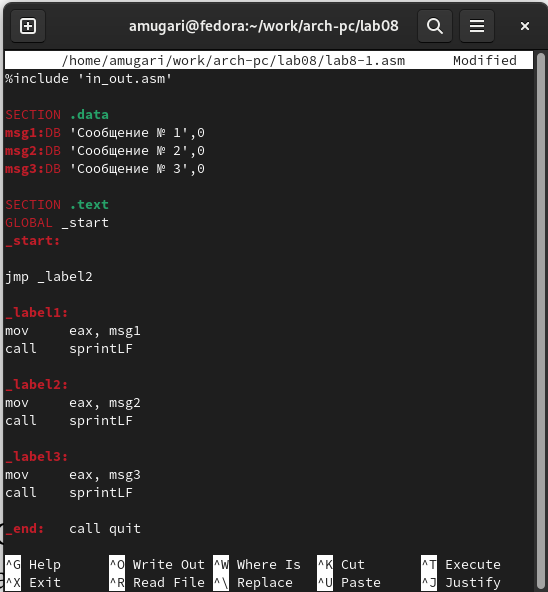 amugari@fedora:~/work/arch-pc/lab08
/home/amugari/work/arch-pc/lab08/lab8-1.asm Modified
%include 'in_out.asm'
SECTION .data
msg1:DB 'Сообщение № 1',0
msg2:DB 'Сообщение № 2',0
msg3:DB 'Сообщение № 3',0
SECTION .text
GLOBAL _start
_start:
jmp _label2
_label1:
mov eax, msg1
call sprintLF
_label2:
mov eax, msg2
call sprintLF
_label3:
mov eax, msg3
call sprintLF
_end: call quit
^G Help ^O Write Out ^W Where Is ^K Cut ^T Execute
^X Exit ^R Read File ^\ Replace ^U Paste ^J Justify